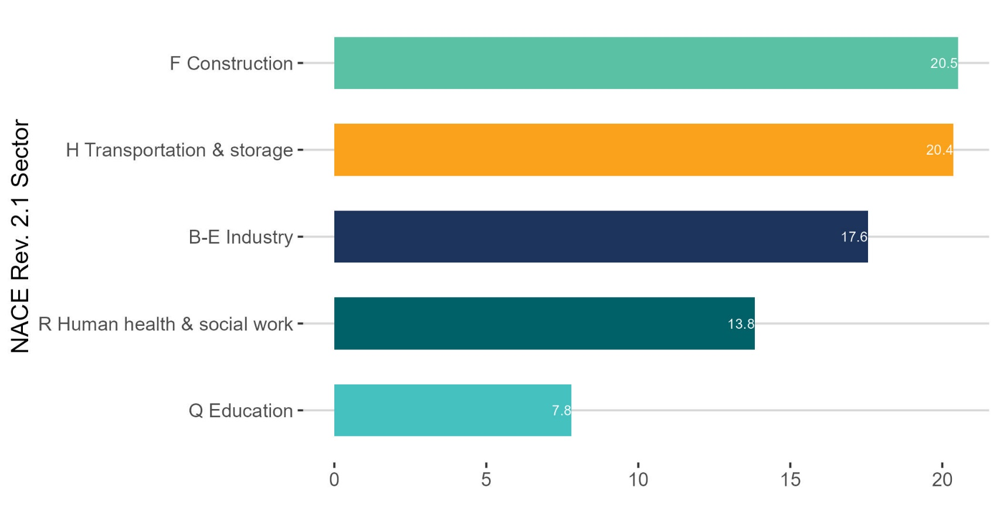 NACE Rev. 2.1 Sector
F Construction
20.5
H Transportation & storage
20.4
B-E Industry
17.6
R Human health & social work
13.8
Q Education
7.8
0 5 10 15 20